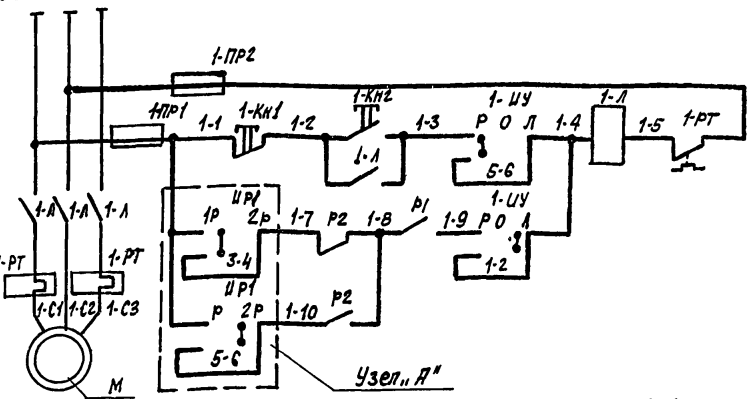 1-ПР2
1-ПР1
1-1
1-КН1
1-2
1-КН2
1-3
1-ИУ
Р О Л
1-4
1-Л
1-5
1-РТ
1-Л
5-6
1-Л
1-Л
1-Л
ИР1
1Р
2Р
1-7
Р2
1-8
Р1
1-9
1-ИУ
Р О Л
3-4
1-2
1-РТ
1-РТ
ИР1
Р
2Р
1-10
Р2
1-С1
1-С2
1-С3
5-6
М
Узел „А"